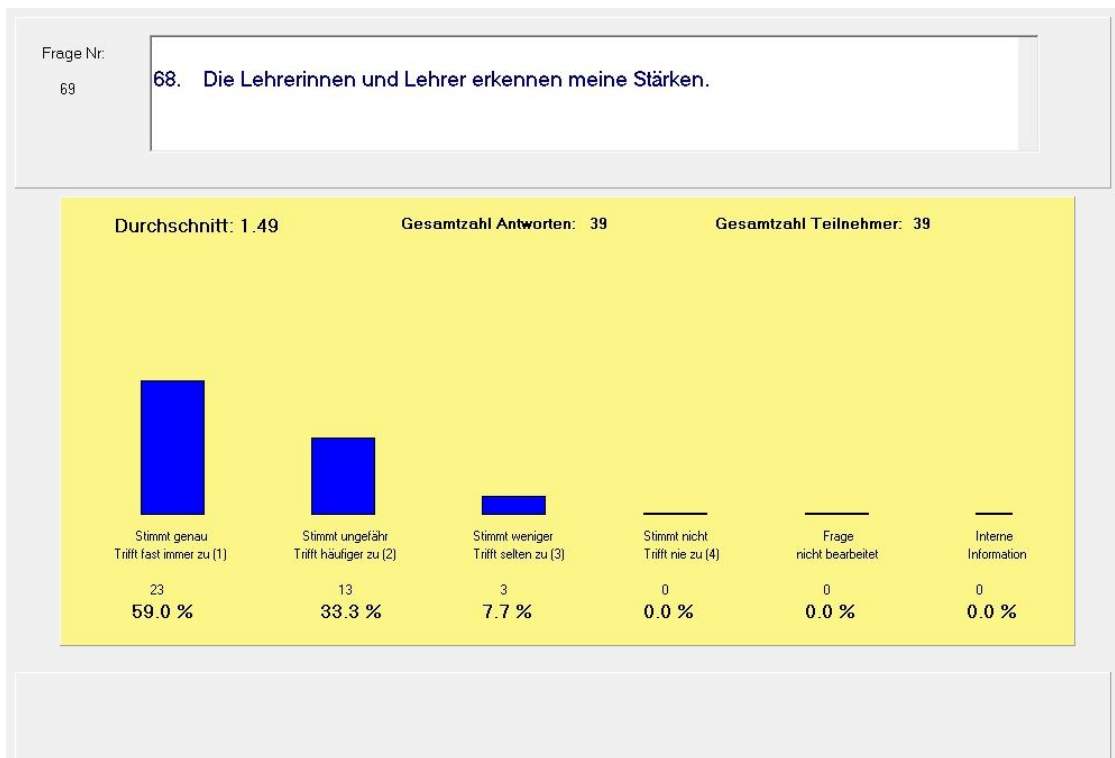 Frage Nr:
69
68. Die Lehrerinnen und Lehrer erkennen meine Stärken.
Durchschnitt: 1.49 Gesamtzahl Antworten: 39 Gesamtzahl Teilnehmer: 39
Stimmt genau Stimmt ungefähr Stimmt weniger Stimmt nicht Frage Interne
Trifft fast immer zu (1) Trifft häufiger zu (2) Trifft selten zu (3) Trifft nie zu (4) nicht bearbeitet Information
23 13 3 0 0 0
59.0 % 33.3 % 7.7 % 0.0 % 0.0 % 0.0 %